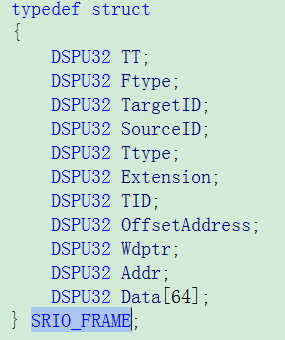 typedef struct
{
    DSPU32 TT;
    DSPU32 Ftype;
    DSPU32 TargetID;
    DSPU32 SourceID;
    DSPU32 Ttype;
    DSPU32 Extension;
    DSPU32 TID;
    DSPU32 OffsetAddress;
    DSPU32 Wdptr;
    DSPU32 Addr;
    DSPU32 Data[64];
} SRIO_FRAME;